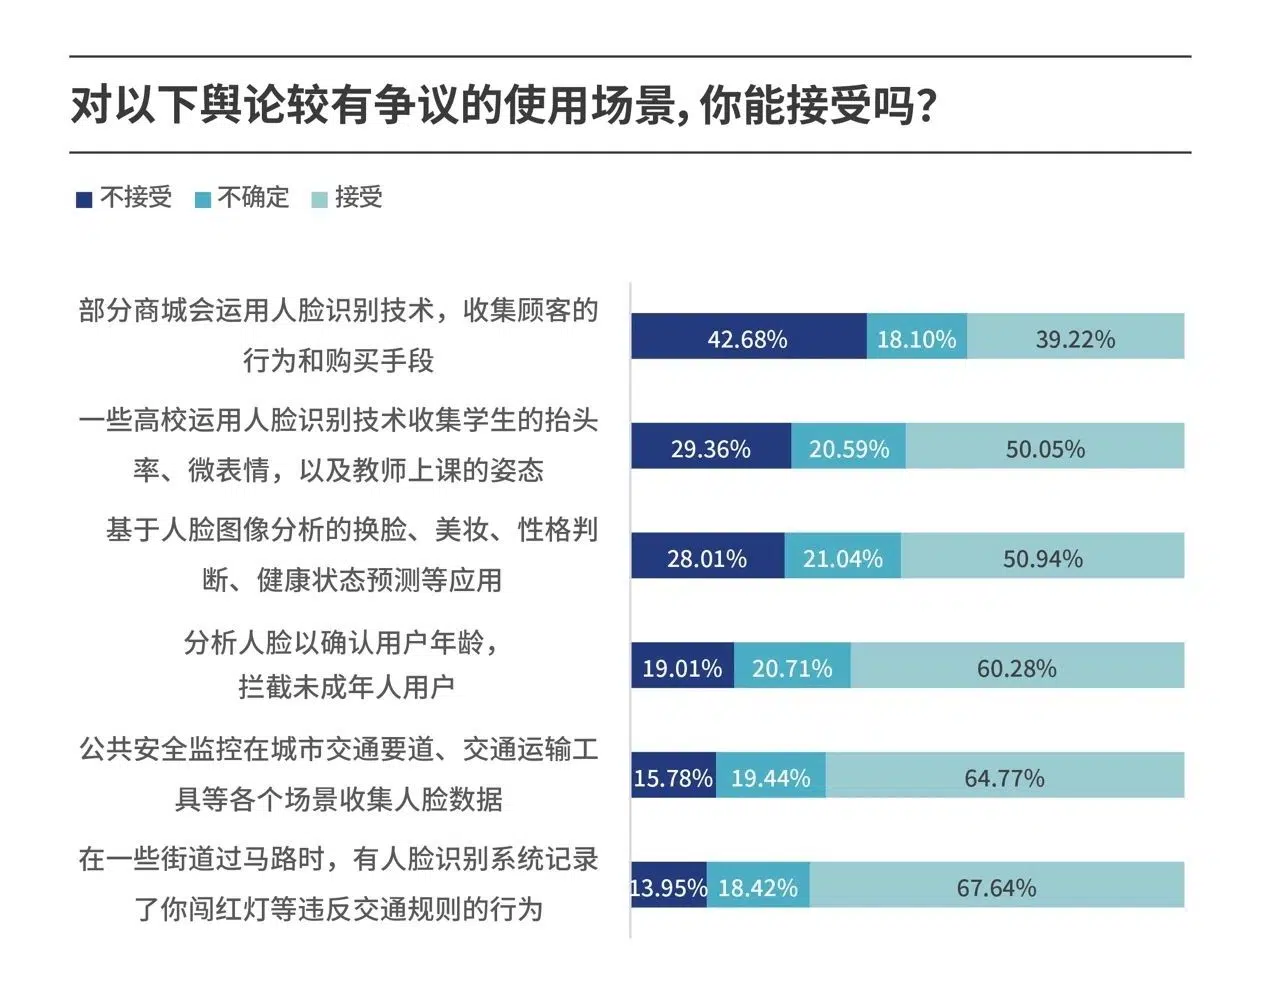 对以下舆论较有争议的使用场景，你能接受吗？
不接受 不确定 接受
部分商城会运用人脸识别技术，收集顾客的
行为和购买手段
42.68% 18.10% 39.22%
一些高校运用人脸识别技术收集学生的抬头
率、微表情，以及教师上课的姿态
29.36% 20.59% 50.05%
基于人脸图像分析的换脸、美妆、性格判
断、健康状态预测等应用
28.01% 21.04% 50.94%
分析人脸以确认用户年龄，
拦截未成年人用户
19.01% 20.71% 60.28%
公共安全监控在城市交通要道、交通运输工
具等各个场景收集人脸数据
15.78% 19.44% 64.77%
在一些街道过马路时，有人脸识别系统记录
了你闯红灯等违反交通规则的行为
13.95% 18.42% 67.64%